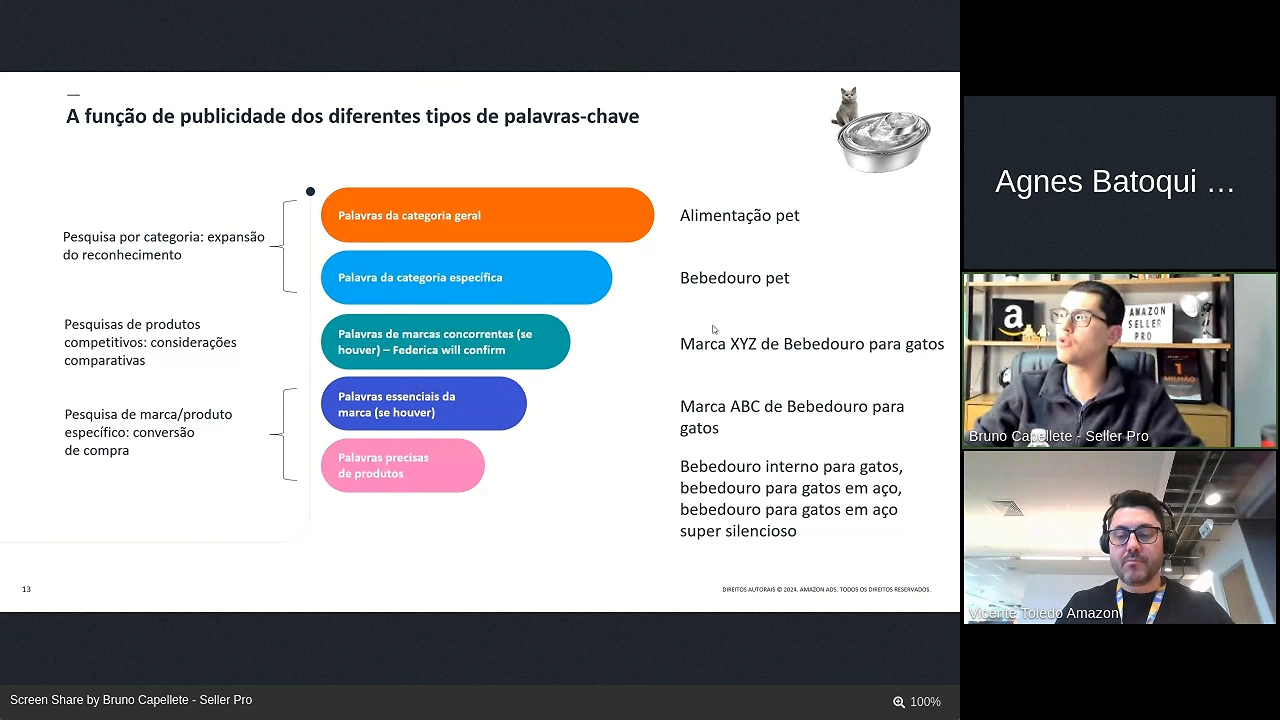 A função de publicidade dos diferentes tipos de palavras-chave
Pesquisa por categoria: expansão
do reconhecimento
Pesquisas de produtos
competitivos: considerações
comparativas
Pesquisa de marca/produto
específico: conversão
de compra
Palavras da categoria geral
Palavra da categoria específica
Palavras de marcas concorrentes (se
houver) – Federica will confirm
Palavras essenciais da
marca (se houver)
Palavras precisas
de produtos
Alimentação pet
Bebedouro pet
Marca XYZ de Bebedouro para gatos
Marca ABC de Bebedouro para
gatos
Bebedouro interno para gatos,
bebedouro para gatos em aço,
bebedouro para gatos em aço
super silencioso
13
DIREITOS AUTORAIS © 2024. AMAZON ADS. TODOS OS DIREITOS RESERVADOS.
Screen Share by Bruno Capellete - Seller Pro
100%
Agnes Batoqui …
a
AMAZON
SELLER
PRO
1
MILHÃO
Bruno Capellete - Seller Pro
Vicente Toledo Amazon